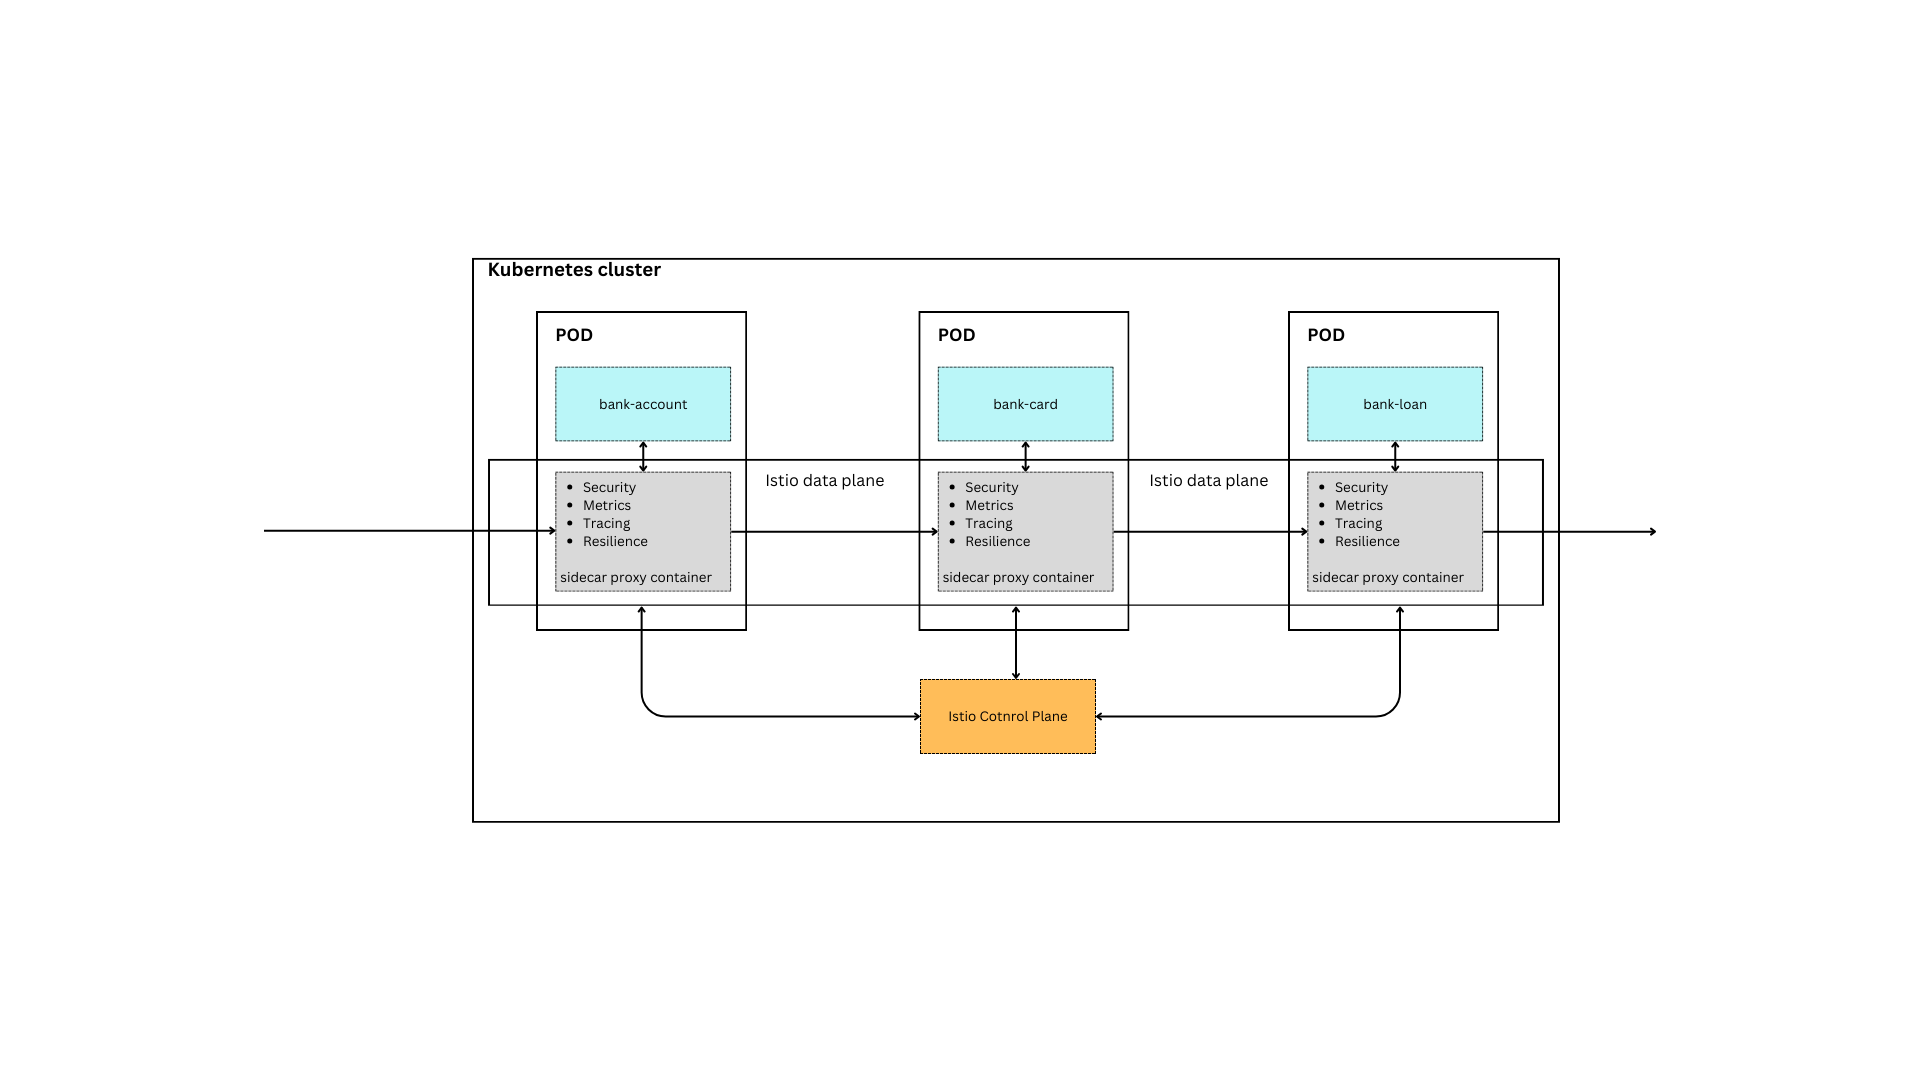 Kubernetes cluster
POD
bank-account
POD
bank-card
POD
bank-loan
Istio data plane
Istio data plane
Security
Metrics
Tracing
Resilience
sidecar proxy container
Security
Metrics
Tracing
Resilience
sidecar proxy container
Security
Metrics
Tracing
Resilience
sidecar proxy container
Istio Cotnrol Plane